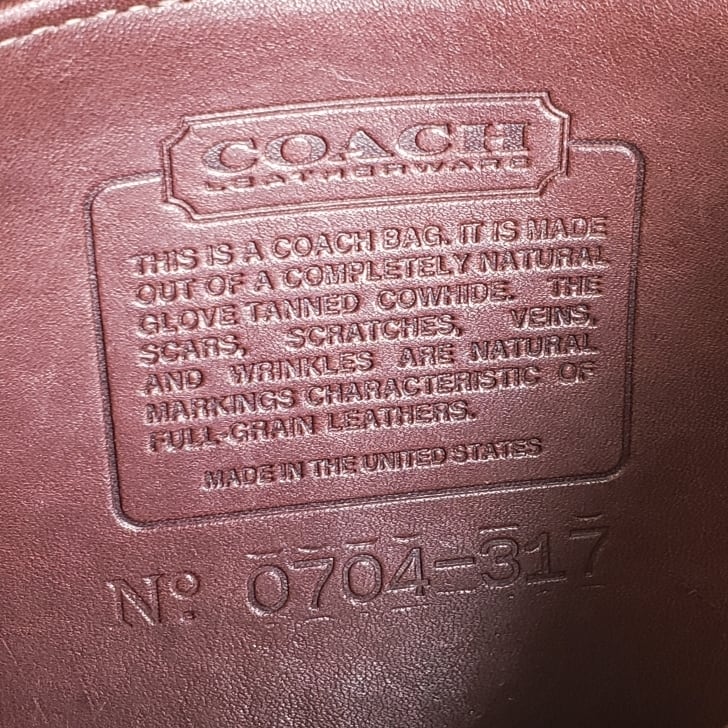 COACH
LEATHERWARE
THIS IS A COACH BAG. IT IS MADE
OUT OF A COMPLETELY NATURAL
GLOVE TANNED COWHIDE. THE
SCARS, SCRATCHES, VEINS,
AND WRINKLES ARE NATURAL
MARKINGS CHARACTERISTIC OF
FULL-GRAIN LEATHERS.
MADE IN THE UNITED STATES
Nº 0704-317